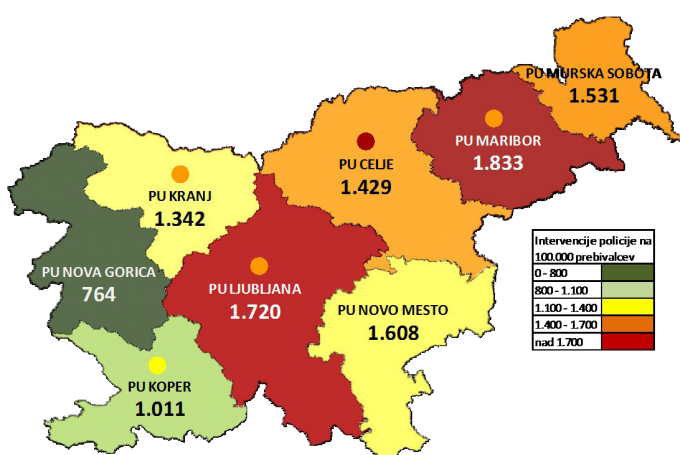 PU MURSKA SOBOTA
1.531
PU MARIBOR
1.833
PU CELJE
1.429
PU KRANJ
1.342
PU NOVA GORICA
764
PU LJUBLJANA
1.720
PU NOVO MESTO
1.608
PU KOPER
1.011
Intervencije policije na
100.000 prebivalcev
0 - 800
800 - 1.100
1.100 - 1.400
1.400 - 1.700
nad 1.700